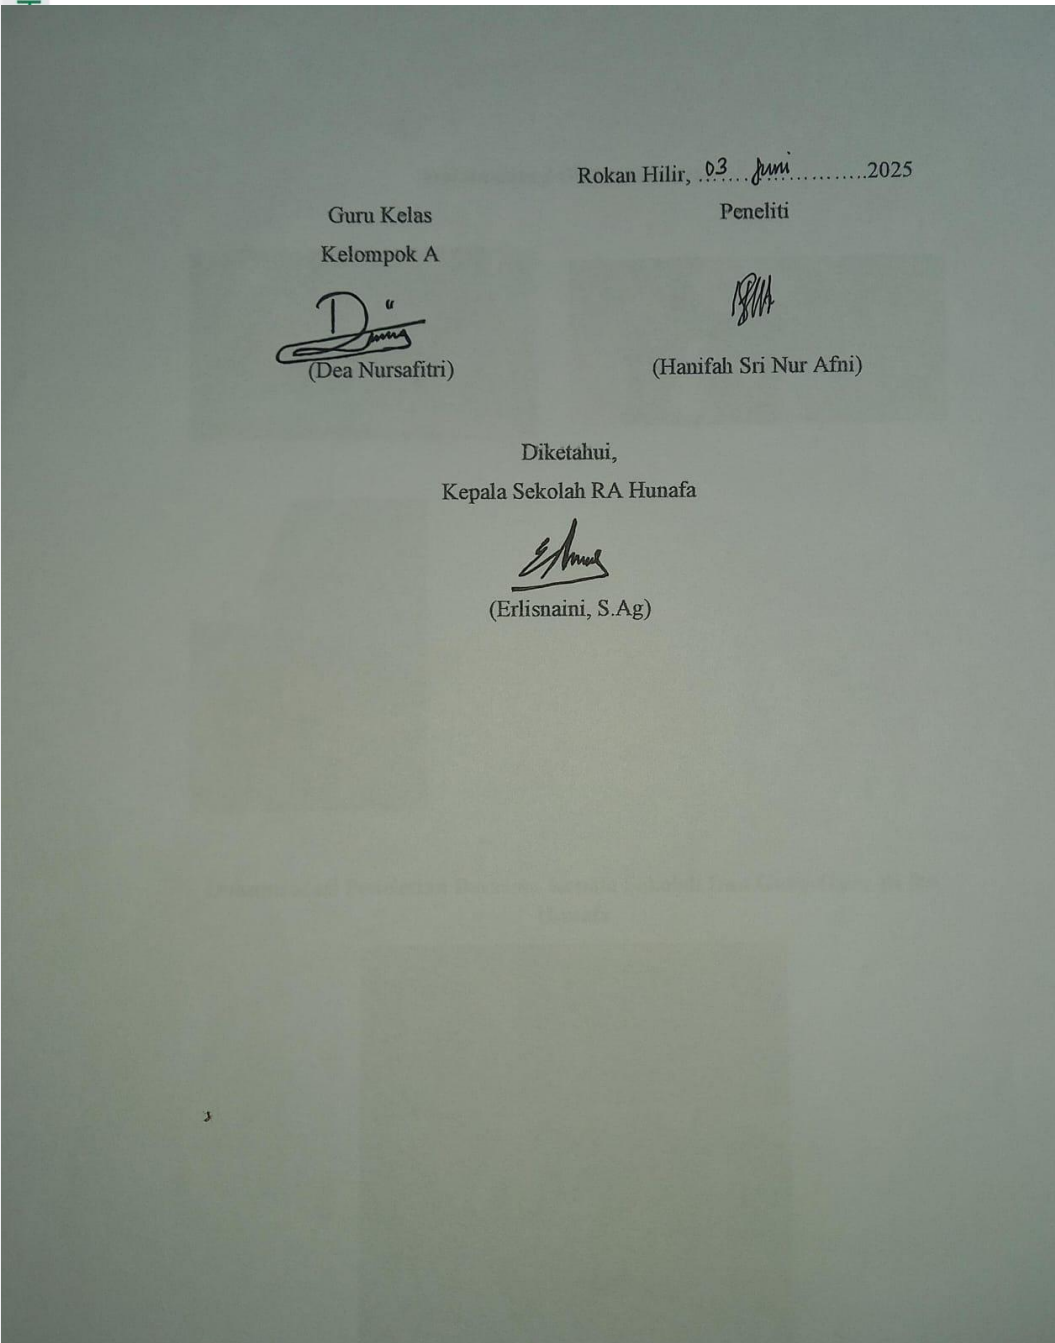 Rokan Hilir, .03.... Juni............2025
Guru Kelas
Kelompok A
Peneliti
(Dea Nursafitri)
(Hanifah Sri Nur Afni)
Diketahui,
Kepala Sekolah RA Hunafa
(Erlisnaini, S.Ag)